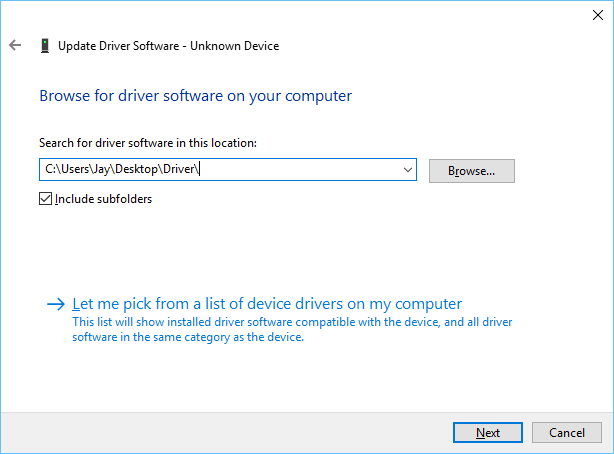 Update Driver Software - Unknown Device
Browse for driver software on your computer
Search for driver software in this location:
C:\Users\Jay\Desktop\Driver\
Browse...
Include subfolders
Let me pick from a list of device drivers on my computer
This list will show installed driver software compatible with the device, and all driver
software in the same category as the device.
Next
Cancel